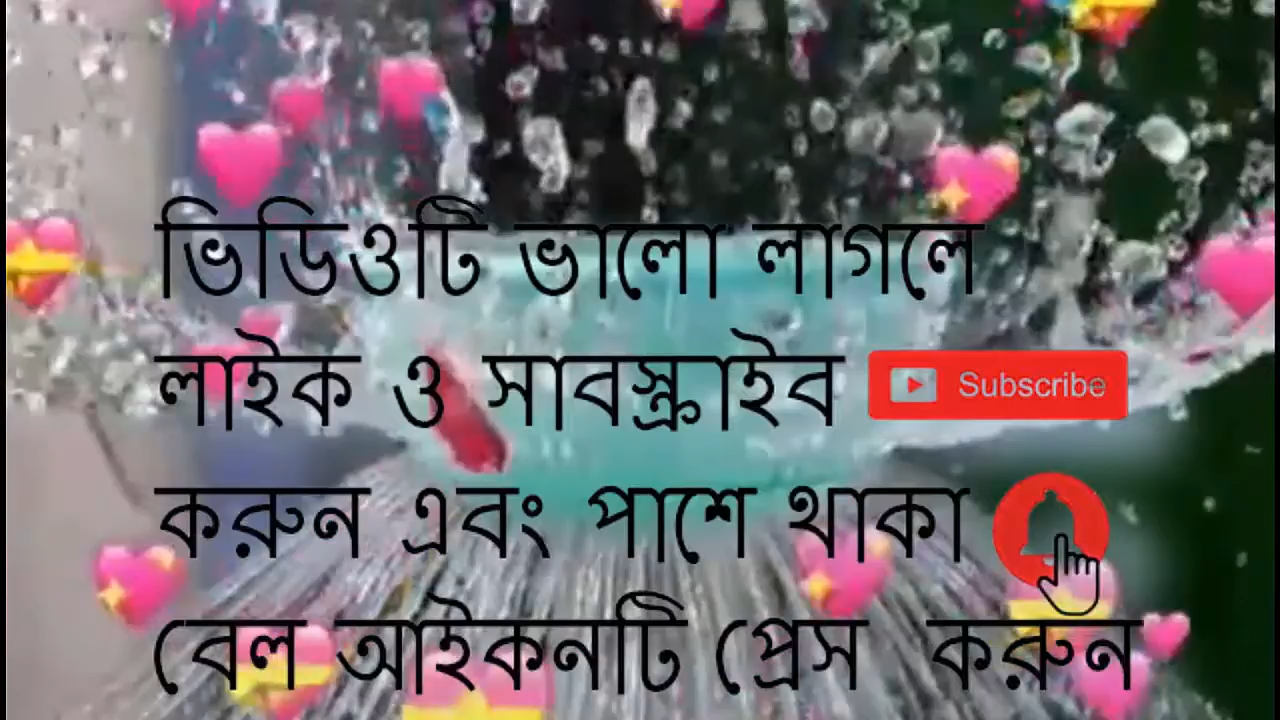 ভিডিওটি ভালো লাগলে
লাইক ও সাবস্ক্রাইব Subscribe
করুন এবং পাশে থাকা
বেল আইকনটি প্রেস করুন